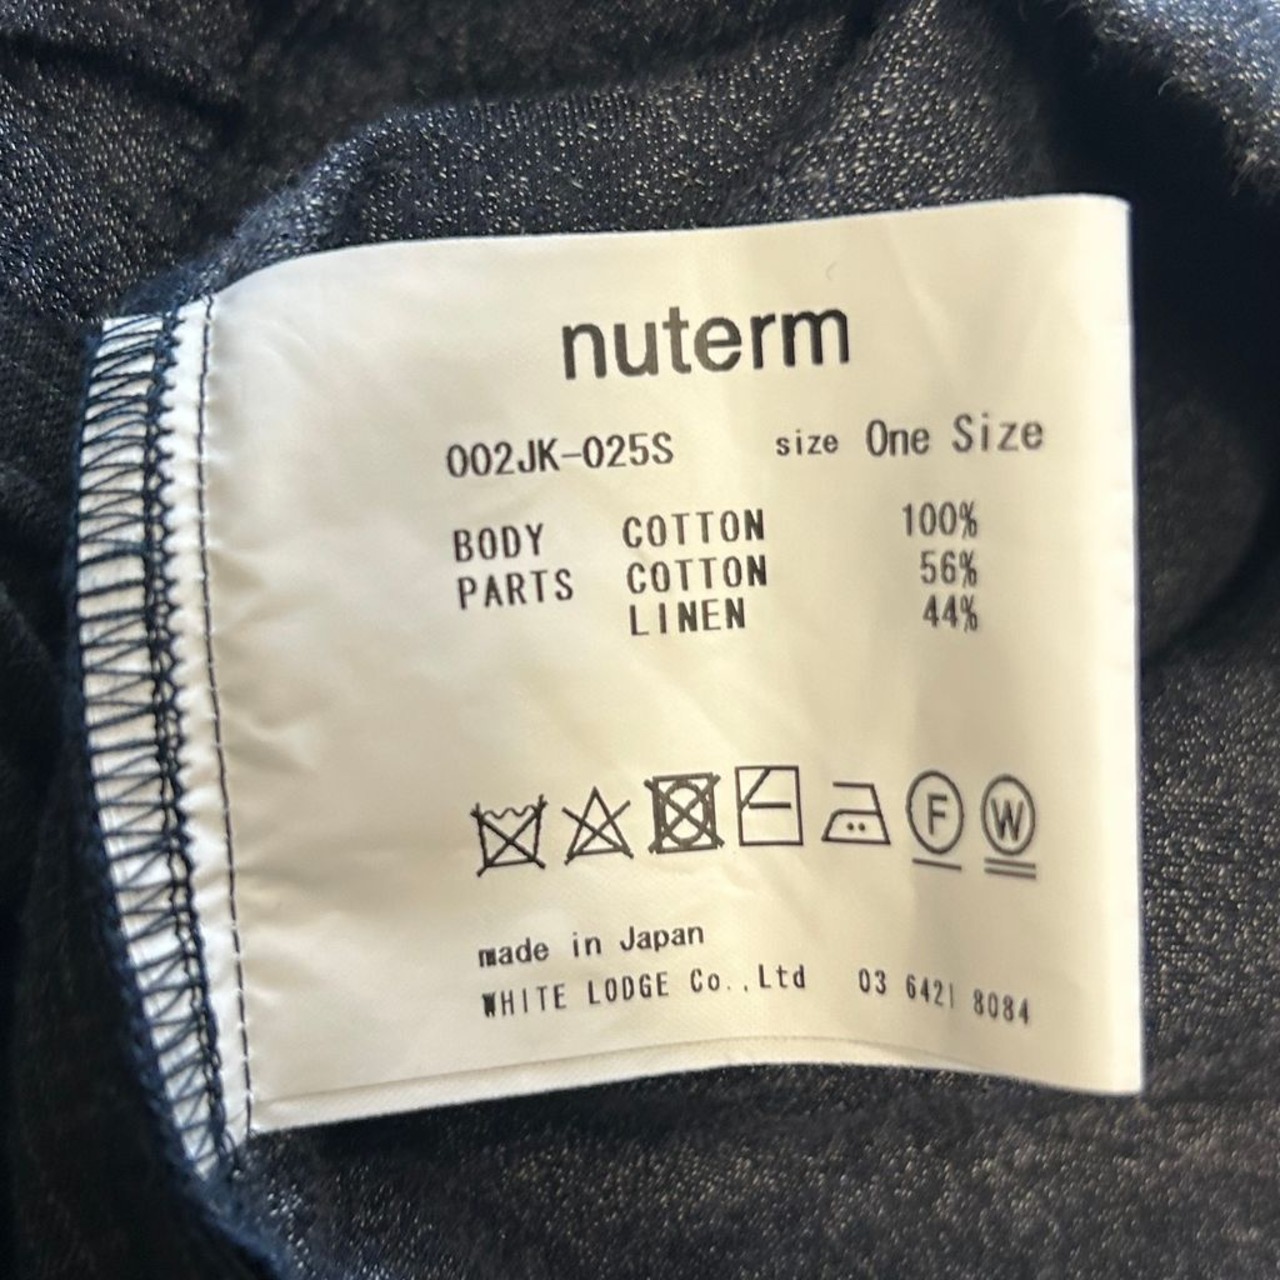 nuterm
002JK-025S size One Size
BODY COTTON 100%
PARTS COTTON 56%
LINEN 44%
F W
made in Japan
WHITE LODGE Co.,Ltd 03 6421 8084